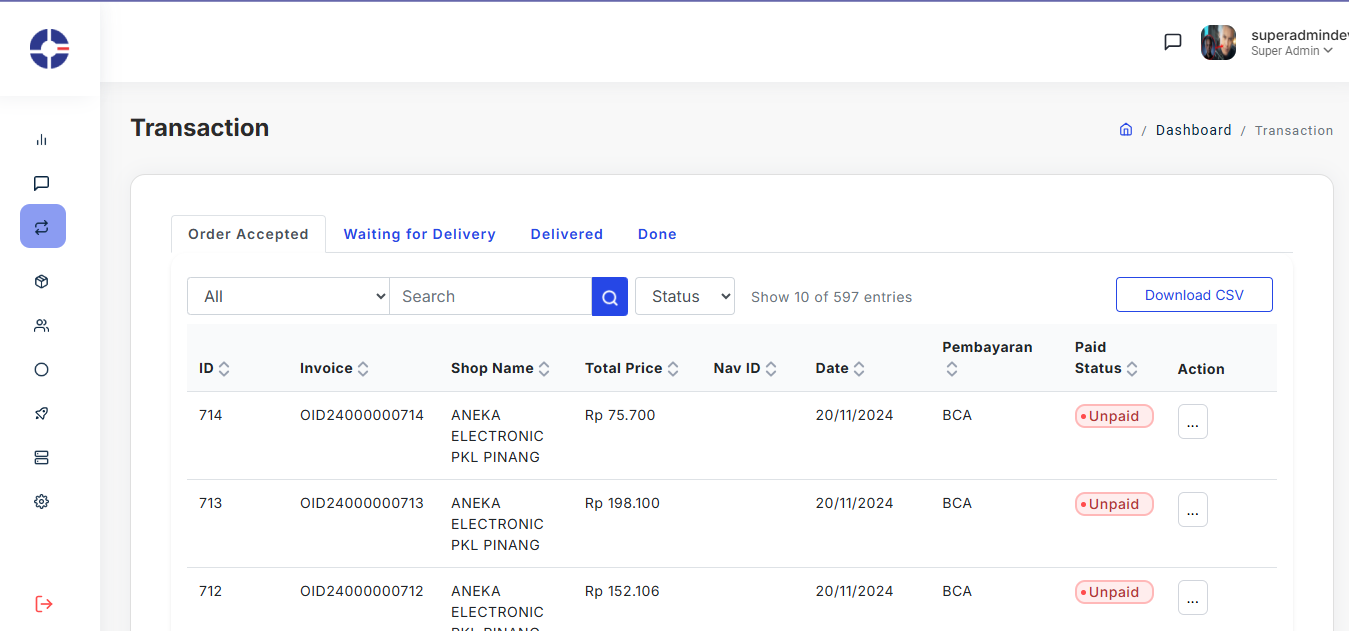 superadmindev
Super Admin
Transaction
/ Dashboard / Transaction
Order Accepted Waiting for Delivery Delivered Done
All Search Status Show 10 of 597 entries Download CSV
ID Invoice Shop Name Total Price Nav ID Date Pembayaran Paid Status Action
714 OID24000000714 ANEKA Rp 75.700 20/11/2024 BCA Unpaid ...
ELECTRONIC
PKL PINANG
713 OID24000000713 ANEKA Rp 198.100 20/11/2024 BCA Unpaid ...
ELECTRONIC
PKL PINANG
712 OID24000000712 ANEKA Rp 152.106 20/11/2024 BCA Unpaid ...
ELECTRONIC
PKL PINANG